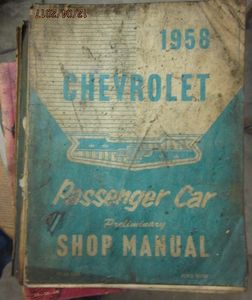 1958
CHEVROLET
Passenger Car
Preliminary
SHOP MANUAL